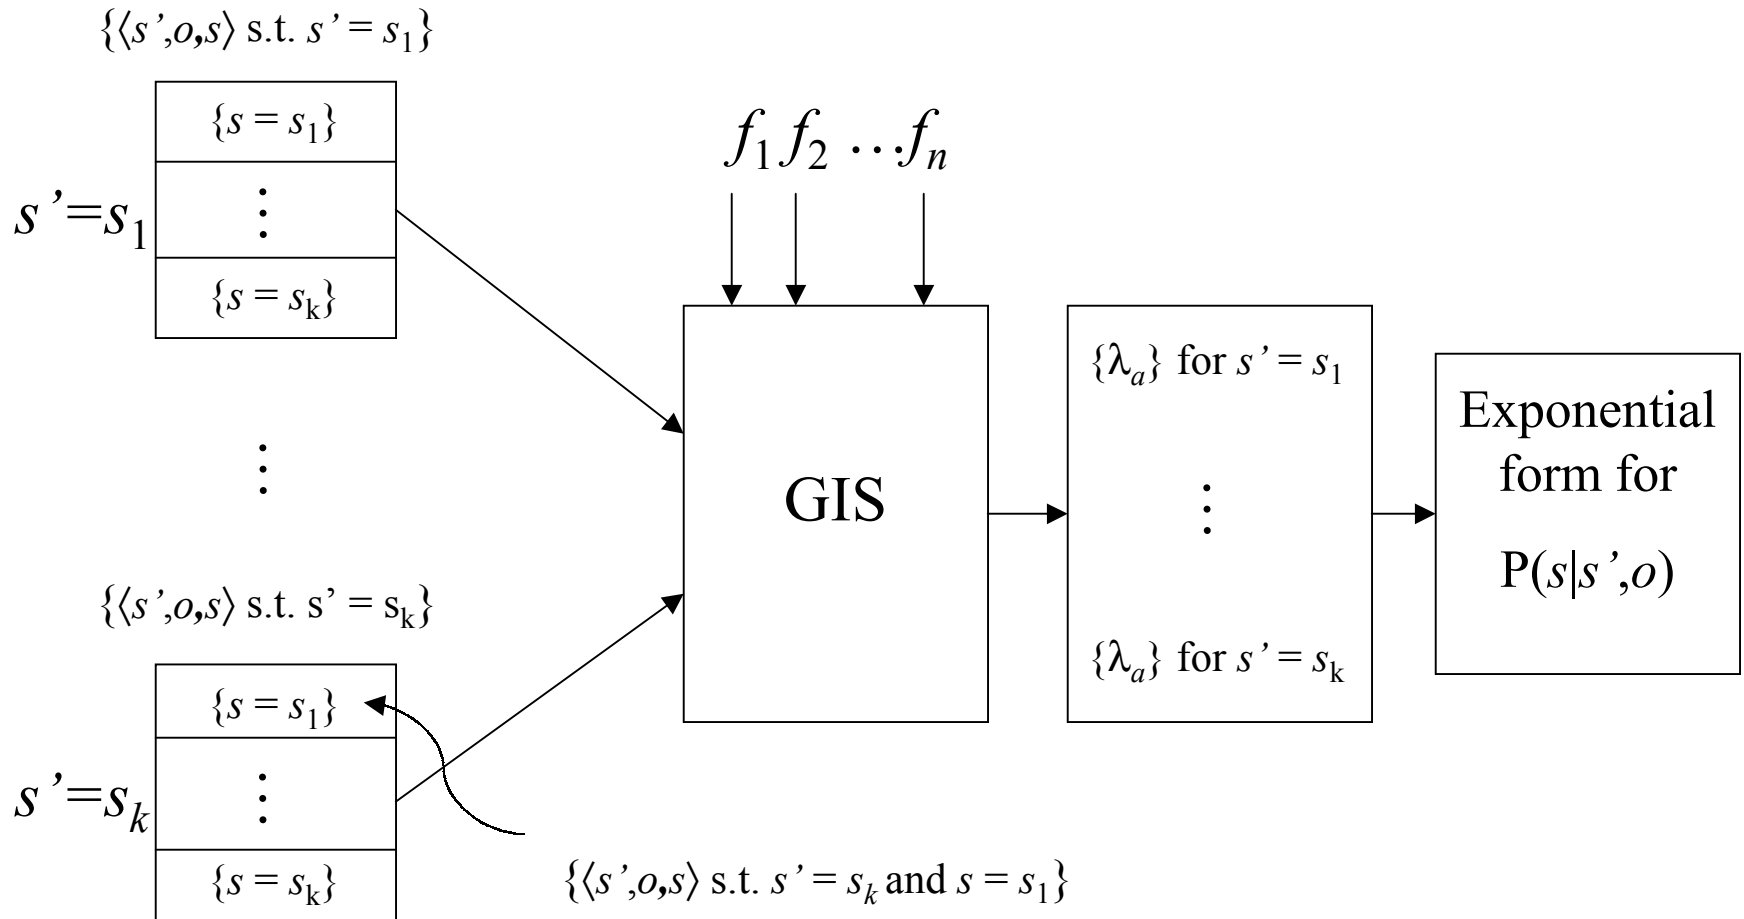 {⟨s’,o,s⟩ s.t. s’ = s₁}
{s = s₁}
⋮
{s = sₖ}
s’=s₁
f₁ f₂ …fₙ
⋮
{⟨s’,o,s⟩ s.t. s’ = sₖ}
{s = s₁}
⋮
{s = sₖ}
s’=sₖ
{⟨s’,o,s⟩ s.t. s’ = sₖ and s = s₁}
GIS
{λₐ} for s’ = s₁
⋮
{λₐ} for s’ = sₖ
Exponential
form for
P(s|s’,o)